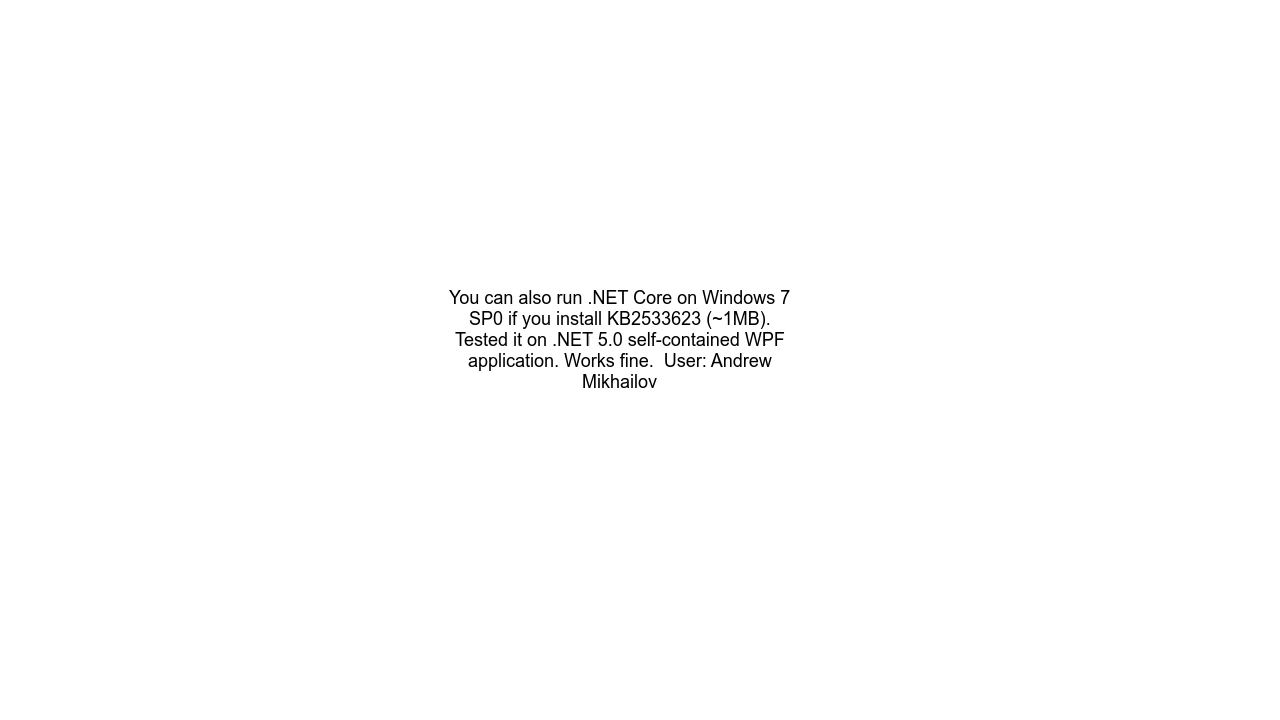 You can also run .NET Core on Windows 7
SP0 if you install KB2533623 (~1MB).
Tested it on .NET 5.0 self-contained WPF
application. Works fine.  User: Andrew
Mikhailov